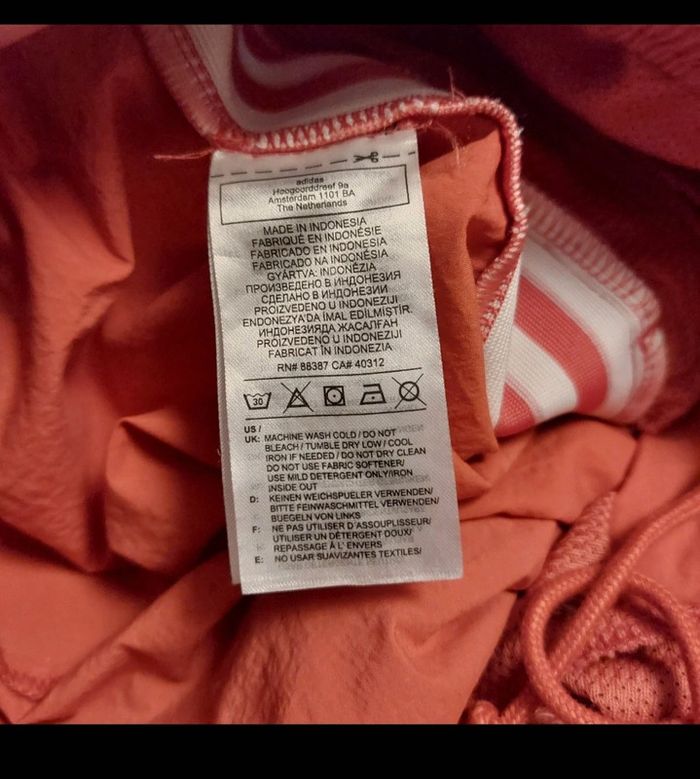 adidas
Hoogoorddreef 9a
Amsterdam 1101 BA
The Netherlands
MADE IN INDONESIA
FABRIQUÉ EN INDONÉSIE
FABRICADO EN INDONESIA
FABRICADO NA INDONÉSIA
GYÁRTVA: INDONÉZIA
ПРОИЗВЕДЕНО В ИНДОНЕЗИЯ
СДЕЛАНО В ИНДОНЕЗИИ
PROIZVEDENO U INDONEZIJI
ENDONEZYA'DA İMAL EDİLMİŞTİR.
ИНДОНЕЗИЯДА ЖАСАЛҒАН
PROIZVEDENO U INDONEZIJI
FABRICAT ÎN INDONEZIA
RN# 88387 CA# 40312
30
US /
UK: MACHINE WASH COLD / DO NOT
BLEACH / TUMBLE DRY LOW / COOL
IRON IF NEEDED / DO NOT DRY CLEAN
DO NOT USE FABRIC SOFTENER/
USE MILD DETERGENT ONLY/IRON
INSIDE OUT
D: KEINEN WEICHSPUELER VERWENDEN/
BITTE FEINWASCHMITTEL VERWENDEN/
BUEGELN VON LINKS
F: NE PAS UTILISER D'ASSOUPLISSEUR/
UTILISER UN DÉTERGENT DOUX/
REPASSAGE À L' ENVERS
E: NO USAR SUAVIZANTES TEXTILES/